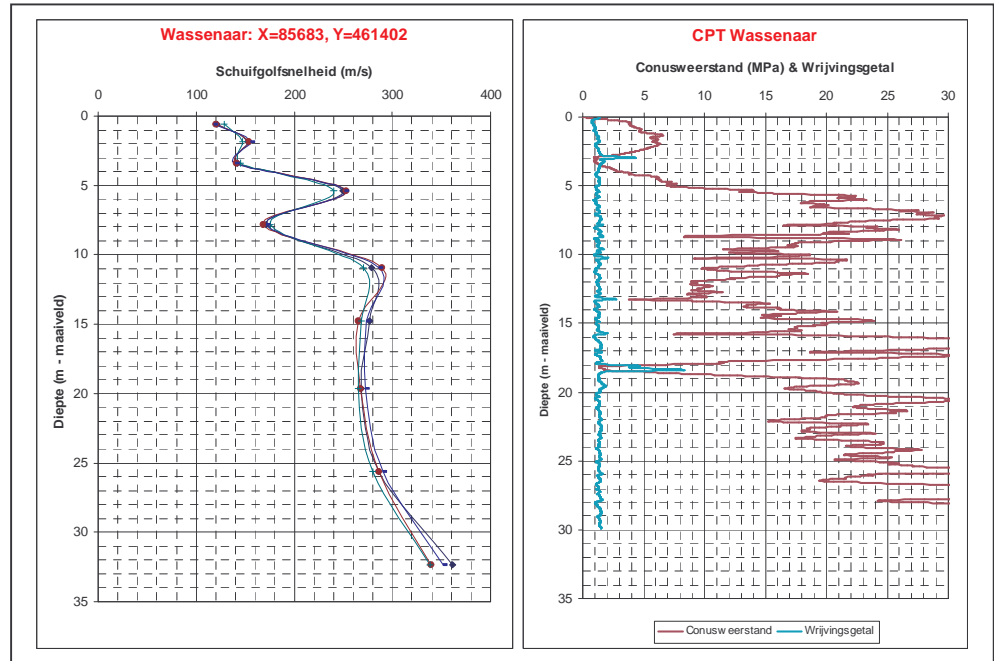 Wassenaar: X=85683, Y=461402
Schuifgolfsnelheid (m/s)
0 100 200 300 400
0
5
10
15
20
25
30
35
Diepte (m - maaiveld)
CPT Wassenaar
Conusweerstand (MPa) & Wrijvingsgetal
0 5 10 15 20 25 30
0
5
10
15
20
25
30
35
Diepte (m - maaiveld)
Conusweerstand Wrijvingsgetal